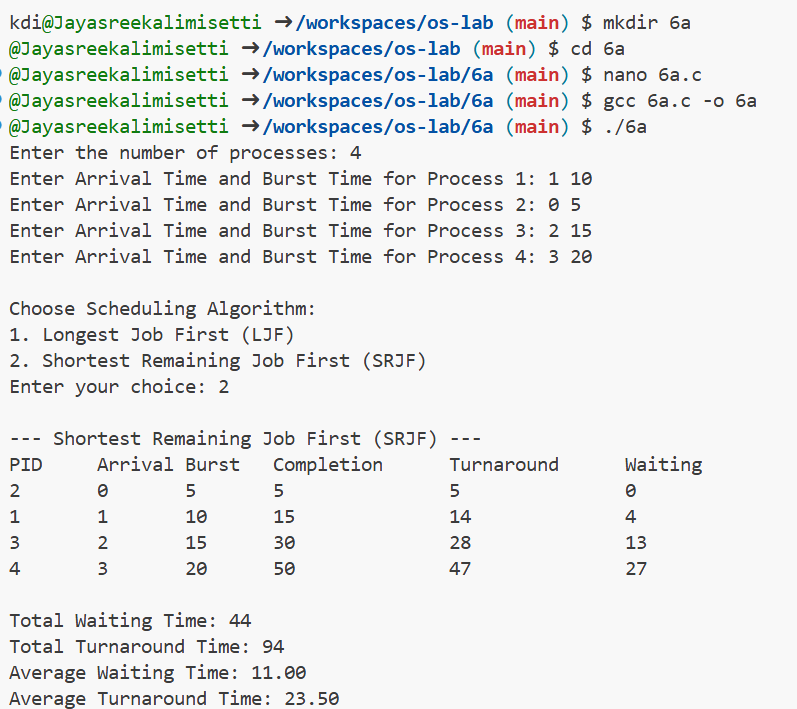 kdi@Jayasreekalimisetti ➜/workspaces/os-lab (main) $ mkdir 6a
@Jayasreekalimisetti ➜/workspaces/os-lab (main) $ cd 6a
@Jayasreekalimisetti ➜/workspaces/os-lab/6a (main) $ nano 6a.c
@Jayasreekalimisetti ➜/workspaces/os-lab/6a (main) $ gcc 6a.c -o 6a
@Jayasreekalimisetti ➜/workspaces/os-lab/6a (main) $ ./6a
Enter the number of processes: 4
Enter Arrival Time and Burst Time for Process 1: 1 10
Enter Arrival Time and Burst Time for Process 2: 0 5
Enter Arrival Time and Burst Time for Process 3: 2 15
Enter Arrival Time and Burst Time for Process 4: 3 20

Choose Scheduling Algorithm:
1. Longest Job First (LJF)
2. Shortest Remaining Job First (SRJF)
Enter your choice: 2

--- Shortest Remaining Job First (SRJF) ---
PID     Arrival Burst   Completion      Turnaround      Waiting
2       0       5       5               5               0
1       1       10      15              14              4
3       2       15      30              28              13
4       3       20      50              47              27

Total Waiting Time: 44
Total Turnaround Time: 94
Average Waiting Time: 11.00
Average Turnaround Time: 23.50